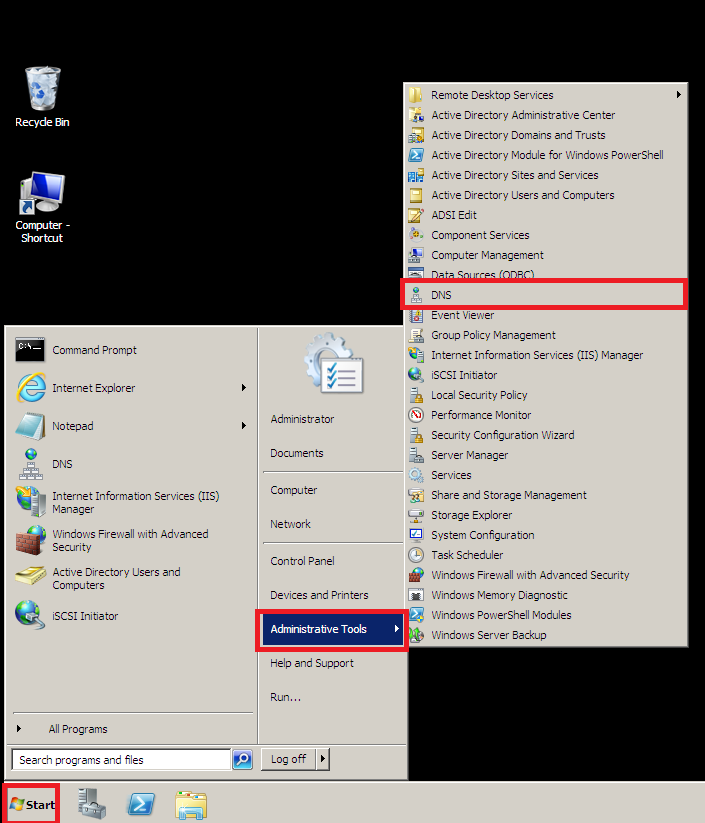 Recycle Bin
Computer -
Shortcut
Command Prompt
Internet Explorer
Notepad
DNS
Internet Information Services (IIS)
Manager
Windows Firewall with Advanced
Security
Active Directory Users and
Computers
iSCSI Initiator
All Programs
Search programs and files
Administrator
Documents
Computer
Network
Control Panel
Devices and Printers
Administrative Tools
Help and Support
Run...
Log off
Remote Desktop Services
Active Directory Administrative Center
Active Directory Domains and Trusts
Active Directory Module for Windows PowerShell
Active Directory Sites and Services
Active Directory Users and Computers
ADSI Edit
Component Services
Computer Management
Data Sources (ODBC)
DNS
Event Viewer
Group Policy Management
Internet Information Services (IIS) Manager
iSCSI Initiator
Local Security Policy
Performance Monitor
Security Configuration Wizard
Server Manager
Services
Share and Storage Management
Storage Explorer
System Configuration
Task Scheduler
Windows Firewall with Advanced Security
Windows Memory Diagnostic
Windows PowerShell Modules
Windows Server Backup
Start